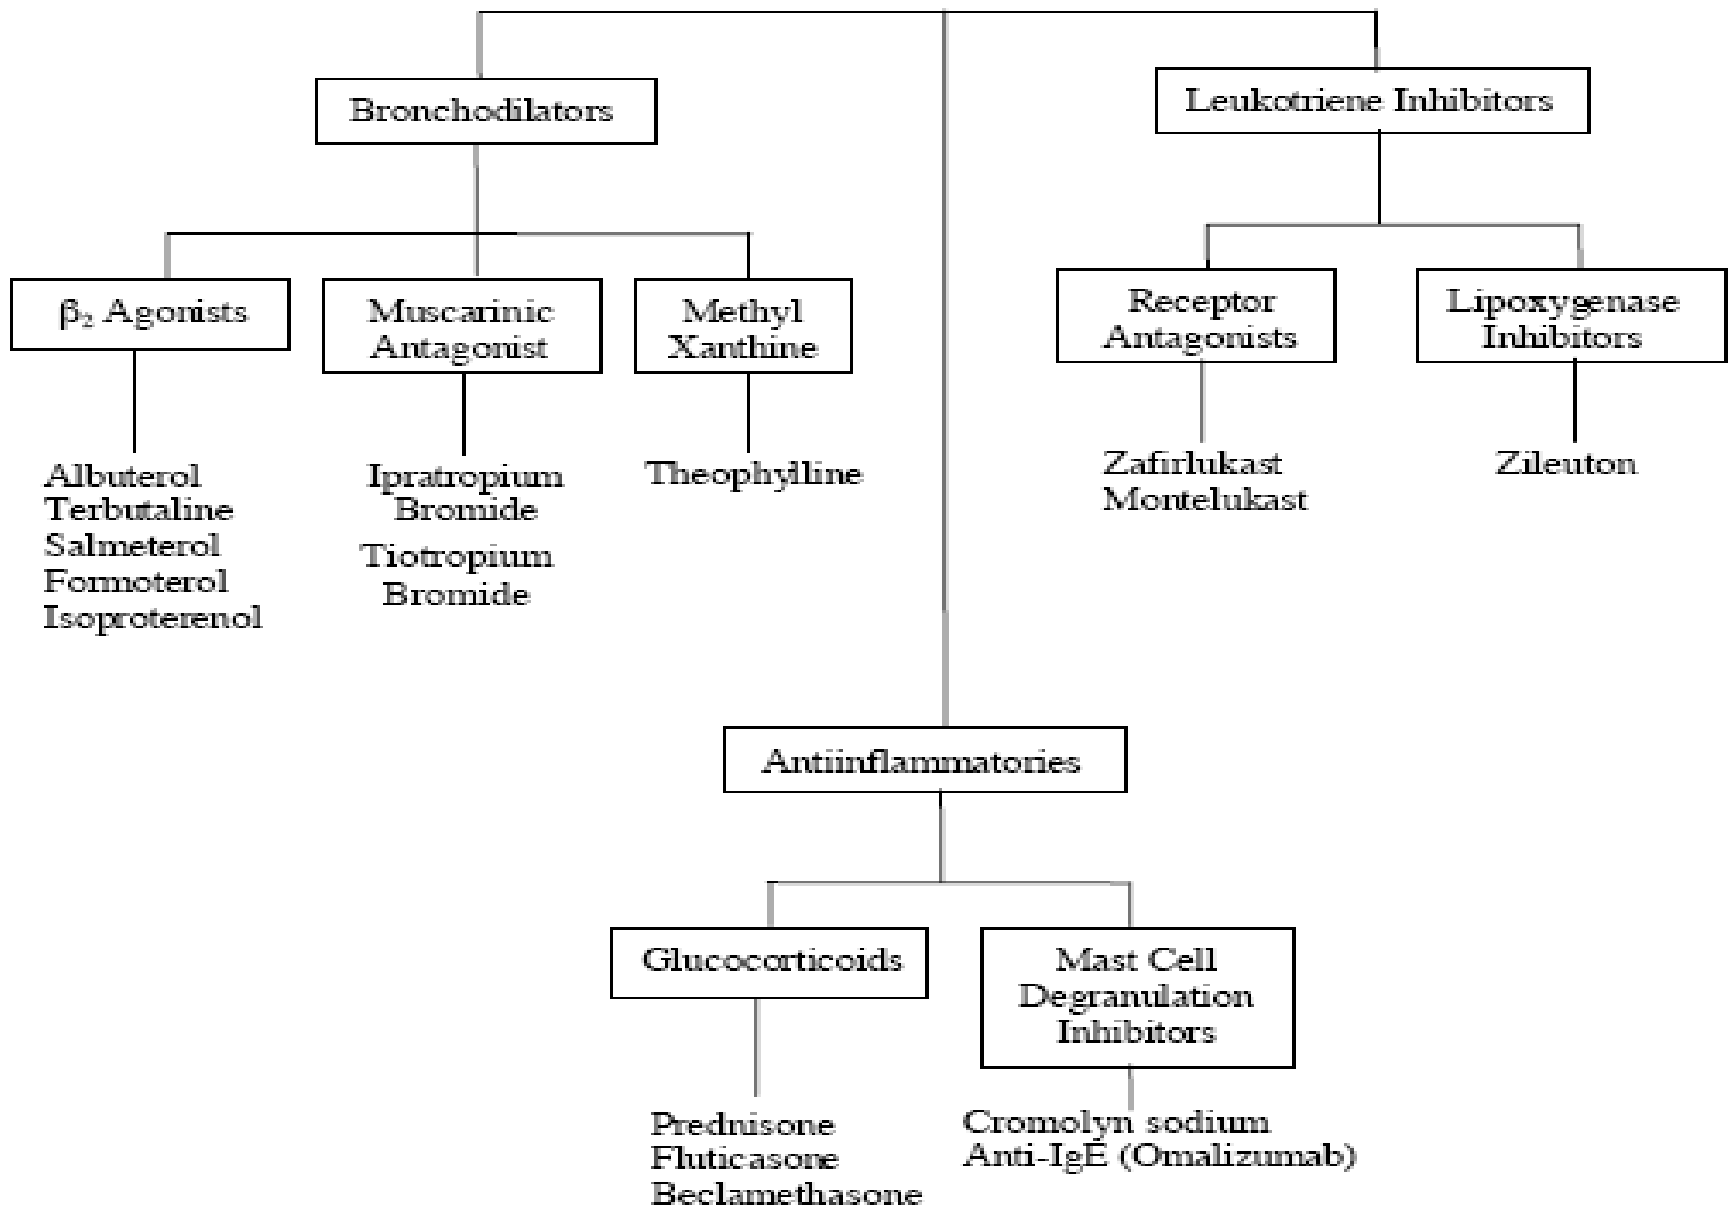 Bronchodilators
Leukotriene Inhibitors
β₂ Agonists
Muscarinic
Antagonist
Methyl
Xanthine
Receptor
Antagonists
Lipoxygenase
Inhibitors
Albuterol
Terbutaline
Salmeterol
Formoterol
Isoproterenol
Ipratropium
Bromide
Tiotropium
Bromide
Theophylline
Zafirlukast
Montelukast
Zileuton
Antiinflammatories
Glucocorticoids
Mast Cell
Degranulation
Inhibitors
Prednisone
Fluticasone
Beclamethasone
Cromolyn sodium
Anti-IgE (Omalizumab)